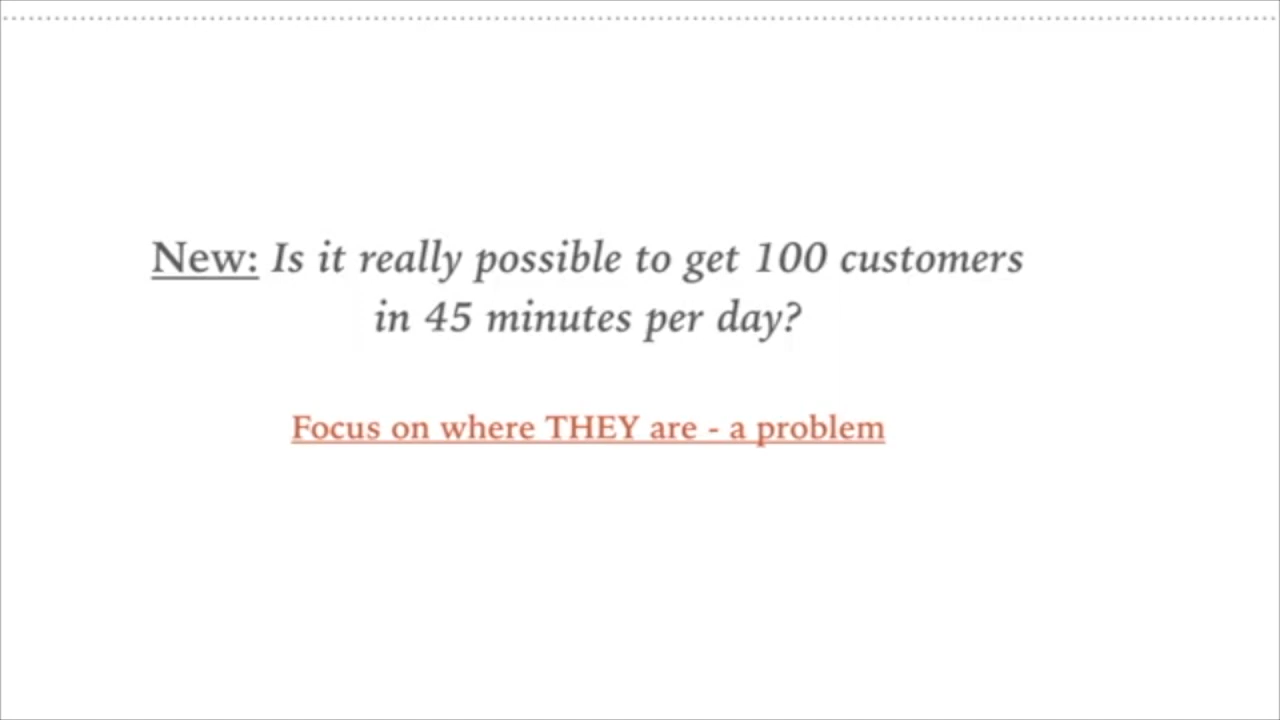 New: Is it really possible to get 100 customers
in 45 minutes per day?
Focus on where THEY are - a problem